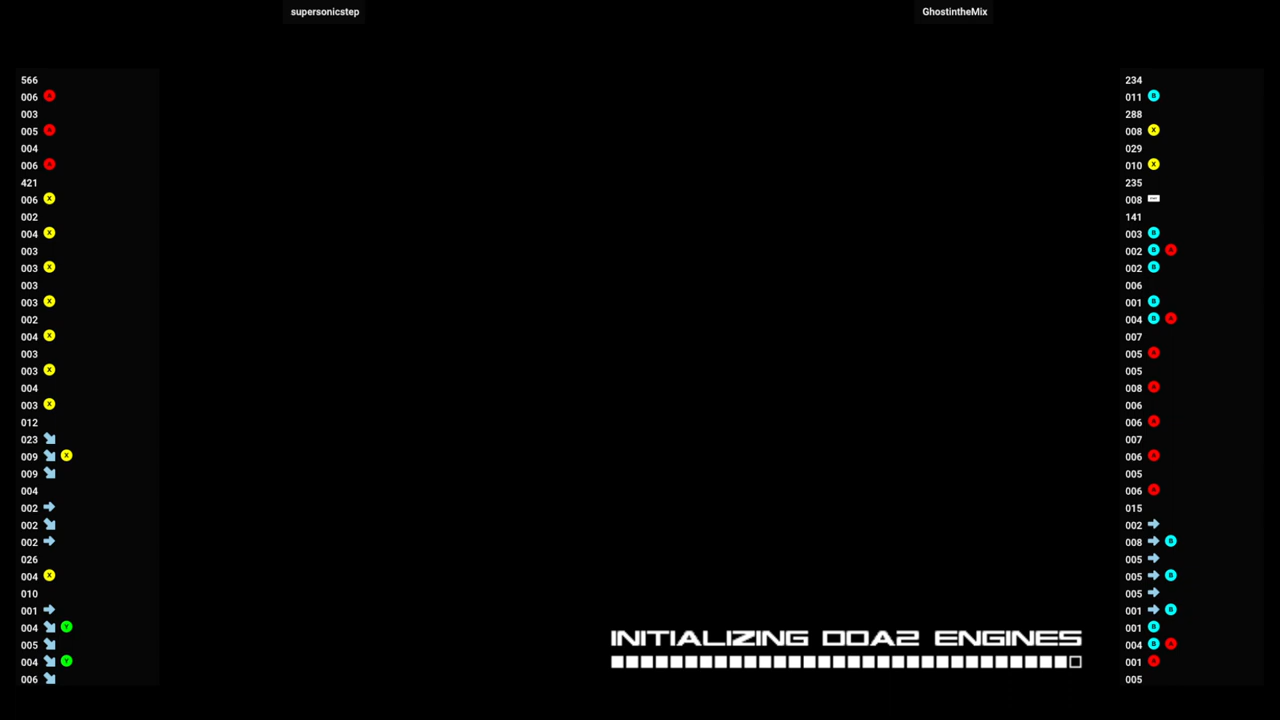 supersonicstep
GhostintheMix
566
006 A
003
005 A
004
006 A
421
006 X
002
004 X
003
003 X
003
003 X
002
004 X
003
003 X
004
003 X
012
023
009 X
009
004
002
002
002
026
004 X
010
001
004 Y
005
004 Y
006
234
011 B
288
008 X
029
010 X
235
008
141
003 B
002 B A
002 B
006
001 B
004 B A
007
005 A
005
008 A
006
006 A
007
006 A
005
006 A
015
002
008 B
005
005 B
005
001 B
001 B
004 B A
001 A
005
INITIALIZING DOA2 ENGINES